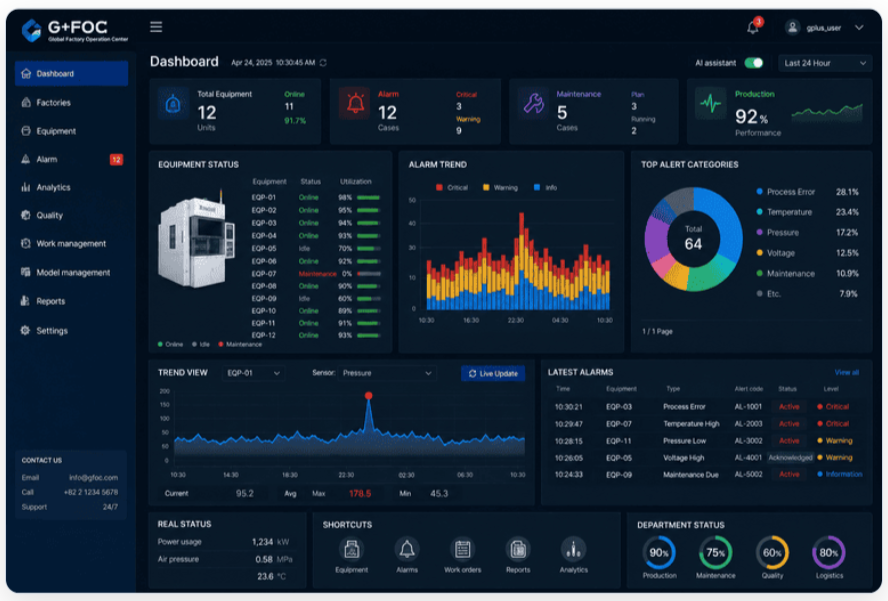 G+FOC
Global Factory Operation Center
3
gplus_user
Dashboard
Factories
Equipment
Alarm 12
Analytics
Quality
Work management
Model management
Reports
Settings
CONTACT US
Email info@gfoc.com
Call +82 2 1234 5678
Support 24/7
Dashboard Apr 24, 2025 10:30:45 AM
AI assistant Last 24 Hour
Total Equipment
12
Units
Online
11
91.7%
Alarm
12
Cases
Critical
3
Warning
9
Maintenance
5
Cases
Plan
3
Running
2
Production
92 %
Performance
EQUIPMENT STATUS
Equipment Status Utilization
EQP-01 Online 98%
EQP-02 Online 95%
EQP-03 Online 94%
EQP-04 Online 93%
EQP-05 Idle 70%
EQP-06 Online 92%
EQP-07 Maintenance 0%
EQP-08 Online 90%
EQP-09 Idle 60%
EQP-10 Online 89%
EQP-11 Online 91%
EQP-12 Online 93%
Online Idle Maintenance
ALARM TREND
Critical Warning Info
50
40
30
10
0
10:30 16:30 22:30 04:30 10:30
TOP ALERT CATEGORIES
Total
64
Process Error 28.1%
Temperature 23.4%
Pressure 17.2%
Voltage 12.5%
Maintenance 10.9%
Etc. 7.9%
1 / 1 Page
TREND VIEW EQP-01 Sensor: Pressure Live Update
200
150
100
50
10:30 14:30 18:30 22:30 02:30 06:30 10:30
Current 95.2 Avg Max 178.5 Min 45.3
LATEST ALARMS View all
Time Equipment Type Alert code Status Level
10:30:21 EQP-03 Process Error AL-1001 Active Critical
10:29:47 EQP-07 Temperature High AL-2003 Active Critical
10:28:15 EQP-11 Pressure Low AL-3002 Active Warning
10:26:05 EQP-05 Voltage High AL-4001 Acknowledged Warning
10:24:33 EQP-09 Maintenance Due AL-5002 Active Information
REAL STATUS
Power usage 1,234 kW
Air pressure 0.58 MPa
23.6 °C
SHORTCUTS
Equipment Alarms Work orders Reports Analytics
DEPARTMENT STATUS
90% 75% 60% 80%
Production Maintenance Quality Logistics